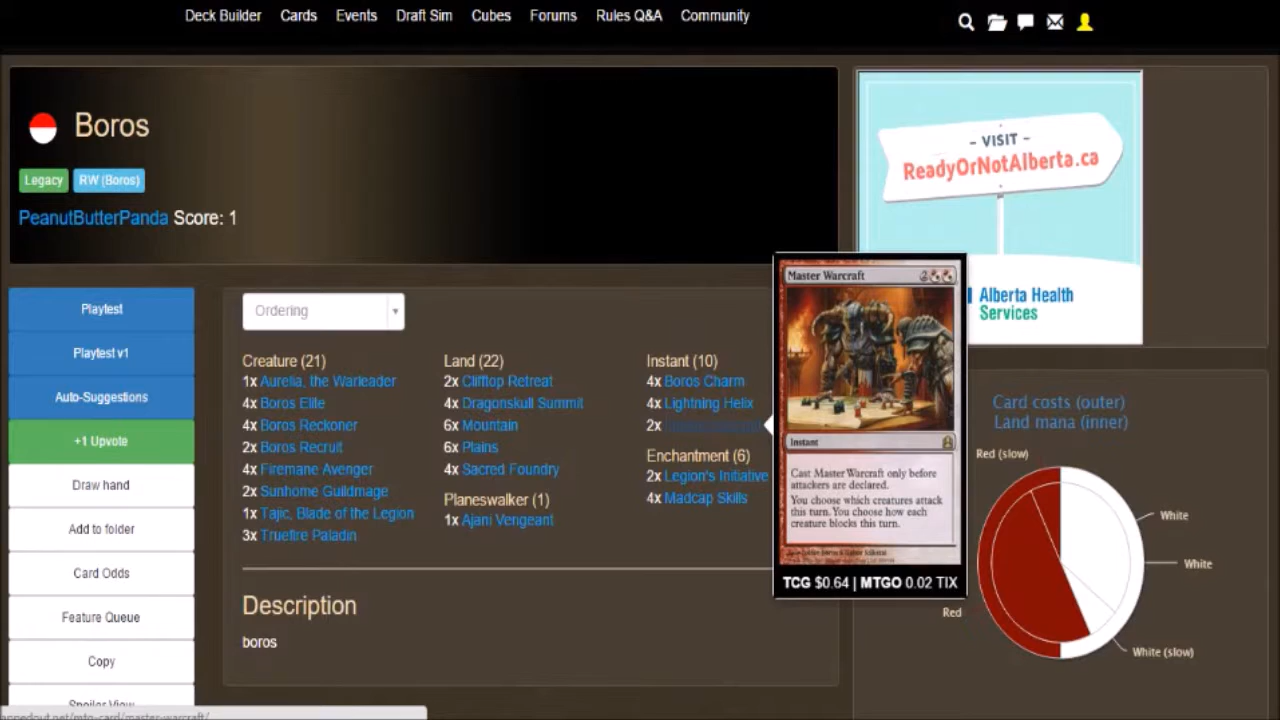 Deck Builder Cards Events Draft Sim Cubes Forums Rules Q&A Community
Boros
Legacy RW (Boros)
PeanutButterPanda Score: 1
Playtest
Playtest v1
Auto-Suggestions
+1 Upvote
Draw hand
Add to folder
Card Odds
Feature Queue
Copy
Spoiler View
Ordering
Creature (21)
1x Aurelia, the Warleader
4x Boros Elite
4x Boros Reckoner
2x Boros Recruit
4x Firemane Avenger
2x Sunhome Guildmage
1x Tajic, Blade of the Legion
3x Truefire Paladin
Land (22)
2x Clifftop Retreat
4x Dragonskull Summit
6x Mountain
6x Plains
4x Sacred Foundry
Planeswalker (1)
1x Ajani Vengeant
Instant (10)
4x Boros Charm
4x Lightning Helix
2x
Enchantment (6)
2x Legion's Initiative
4x Madcap Skills
Description
boros
Master Warcraft 2
Instant
Cast Master Warcraft only before
attackers are declared.
You choose which creatures attack
this turn. You choose how each
creature blocks this turn.
TCG $0.64 | MTGO 0.02 TIX
- VISIT -
ReadyOrNotAlberta.ca
Alberta Health
Services
Card costs (outer)
Land mana (inner)
Red (slow)
White
White
White (slow)
Red